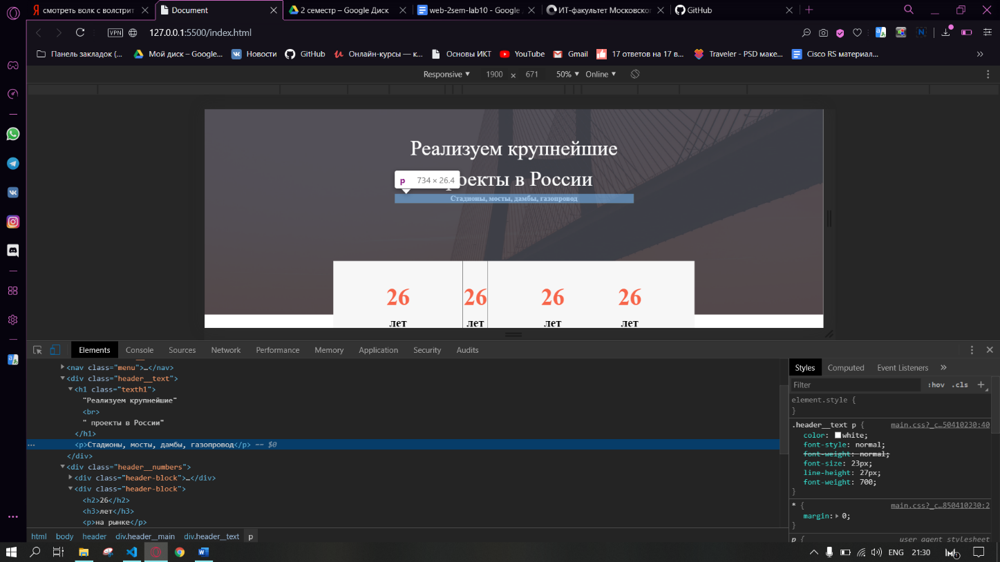 смотреть волк с волстрит
Document
2 семестр – Google Диск
web-2sem-lab10 - Google
ИТ-факультет Московског
GitHub
VPN
127.0.0.1:5500/index.html
Панель закладок (...
Мой диск – Google...
Новости
GitHub
Онлайн-курсы — к...
Основы ИКТ
YouTube
Gmail
17 ответов на 17 в...
Traveler - PSD маке...
Cisco RS материал...
»
Responsive ▼ 1900 × 671 50% ▼ Online ▼
Реализуем крупнейшие
проекты в России
p 734 × 26.4
Стадионы, мосты, дамбы, газопровод
26 26 26 26
лет лет лет лет
Elements Console Sources Network Performance Memory Application Security Audits
<nav class="menu">…</nav>
<div class="header__text">
<h1 class="texth1">
"Реализуем крупнейшие"
<br>
" проекты в России"
</h1>
<p>Стадионы, мосты, дамбы, газопровод</p> == $0
</div>
<div class="header__numbers">
<div class="header-block">…</div>
<div class="header-block">
<h2>26</h2>
<h3>лет</h3>
<p>на рынке</p>
html body header div.header__main div.header__text p
Styles Computed Event Listeners »
Filter :hov .cls +
element.style {
}
.header__text p { main.css?_c…50410230:40
color: white;
font-style: normal;
font-weight: normal;
font-size: 23px;
line-height: 27px;
font-weight: 700;
}
* { main.css?_c…850410230:2
margin: 0;
}
p { user agent stylesheet
ENG 21:30